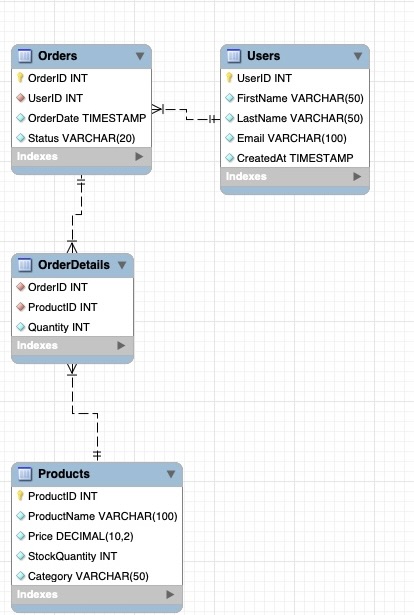 Orders
OrderID INT
UserID INT
OrderDate TIMESTAMP
Status VARCHAR(20)
Indexes
Users
UserID INT
FirstName VARCHAR(50)
LastName VARCHAR(50)
Email VARCHAR(100)
CreatedAt TIMESTAMP
Indexes
OrderDetails
OrderID INT
ProductID INT
Quantity INT
Indexes
Products
ProductID INT
ProductName VARCHAR(100)
Price DECIMAL(10,2)
StockQuantity INT
Category VARCHAR(50)
Indexes